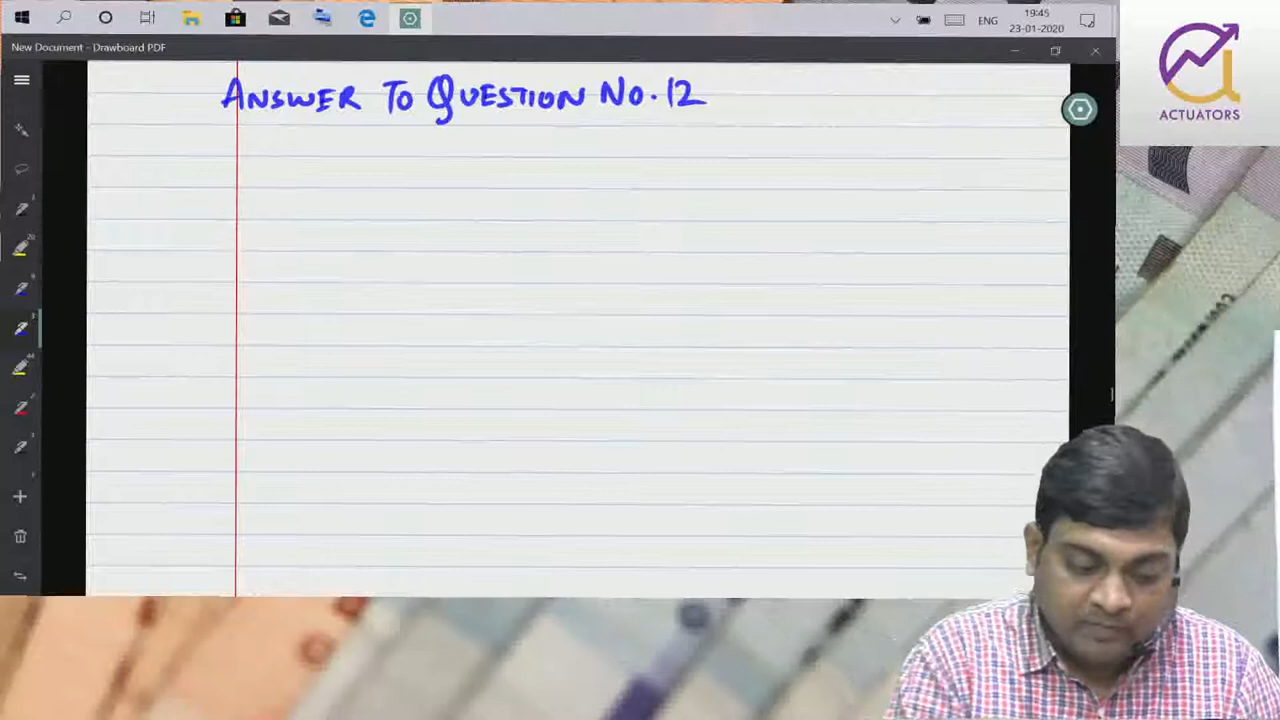 19:45
ENG
23-01-2020
New Document - Drawboard PDF
ANSWER TO QUESTION NO. 12
ACTUATORS